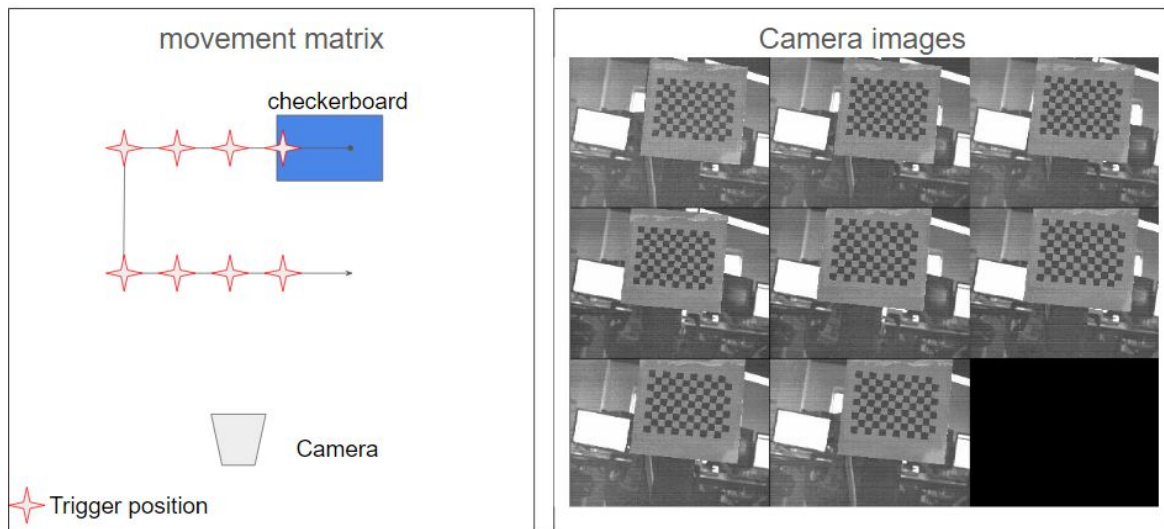 movement matrix
checkerboard
Camera
Trigger position
Camera images